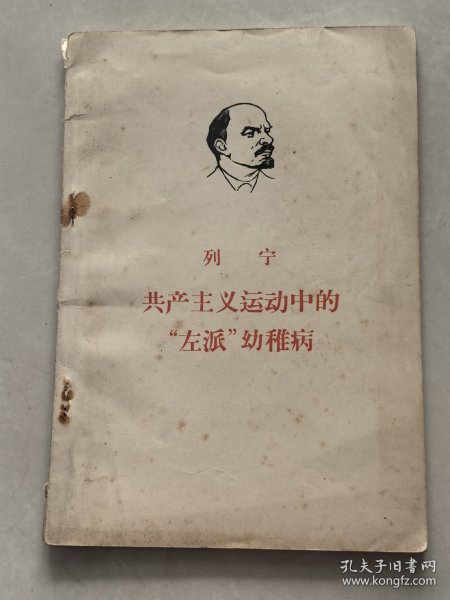 列 宁
共产主义运动中的
“左派”幼稚病
孔夫子旧书网
www.kongfz.com